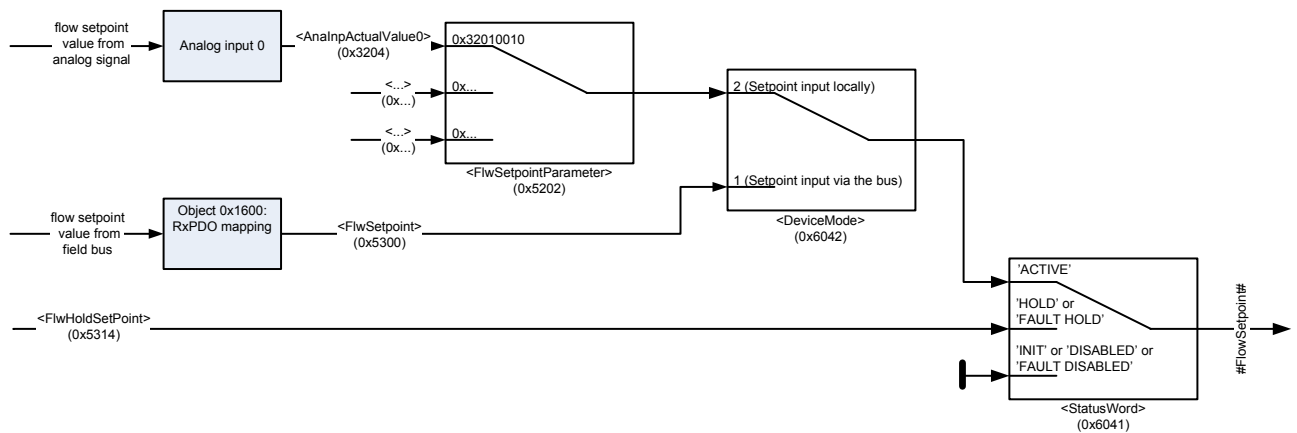 flow setpoint
value from
analog signal
Analog input 0
<AnaInpActualValue0>
(0x3204)
0x32010010
<...>
(0x...)
0x...
<...>
(0x...)
0x...
<FlwSetpointParameter>
(0x5202)
2 (Setpoint input locally)
1 (Setpoint input via the bus)
<DeviceMode>
(0x6042)
flow setpoint
value from
field bus
Object 0x1600:
RxPDO mapping
<FlwSetpoint>
(0x5300)
<FlwHoldSetPoint>
(0x5314)
'ACTIVE'
'HOLD' or
'FAULT HOLD'
'INIT' or 'DISABLED' or
'FAULT DISABLED'
<StatusWord>
(0x6041)
#FlowSetpoint#